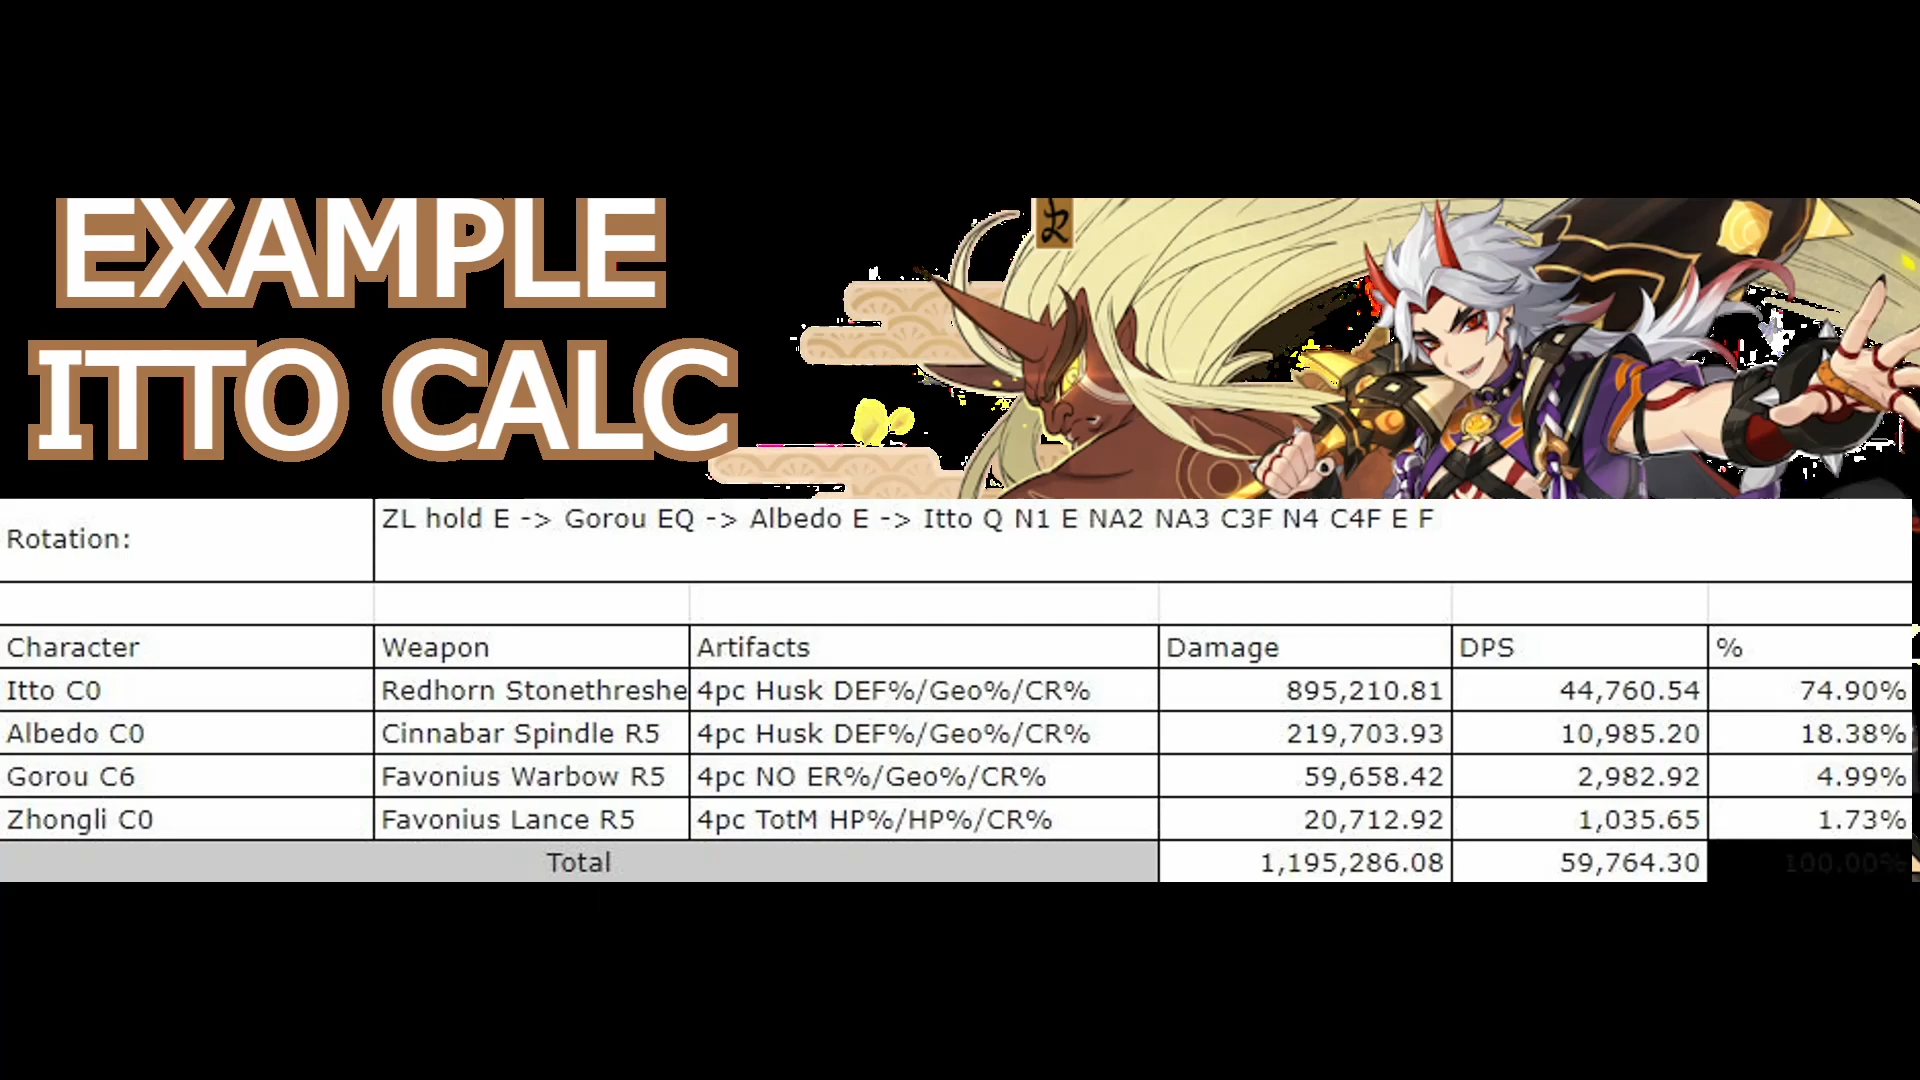 EXAMPLE
ITTO CALC
Rotation: ZL hold E -> Gorou EQ -> Albedo E -> Itto Q N1 E NA2 NA3 C3F N4 C4F E F
Character Weapon Artifacts Damage DPS %
Itto C0 Redhorn Stonethreshe 4pc Husk DEF%/Geo%/CR% 895,210.81 44,760.54 74.90%
Albedo C0 Cinnabar Spindle R5 4pc Husk DEF%/Geo%/CR% 219,703.93 10,985.20 18.38%
Gorou C6 Favonius Warbow R5 4pc NO ER%/Geo%/CR% 59,658.42 2,982.92 4.99%
Zhongli C0 Favonius Lance R5 4pc TotM HP%/HP%/CR% 20,712.92 1,035.65 1.73%
Total 1,195,286.08 59,764.30 100.00%